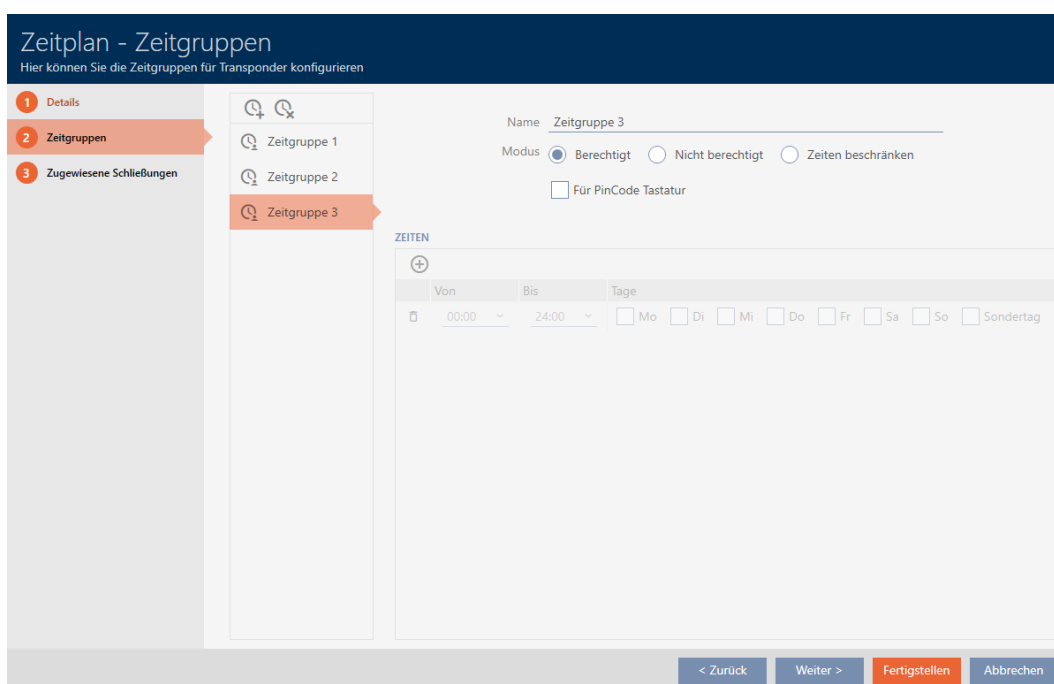 Zeitplan - Zeitgruppen
Hier können Sie die Zeitgruppen für Transponder konfigurieren
1 Details
2 Zeitgruppen
3 Zugewiesene Schließungen
Zeitgruppe 1
Zeitgruppe 2
Zeitgruppe 3
Name Zeitgruppe 3
Modus Berechtigt Nicht berechtigt Zeiten beschränken
Für PinCode Tastatur
ZEITEN
Von Bis Tage
00:00 24:00 Mo Di Mi Do Fr Sa So Sondertag
< Zurück Weiter > Fertigstellen Abbrechen